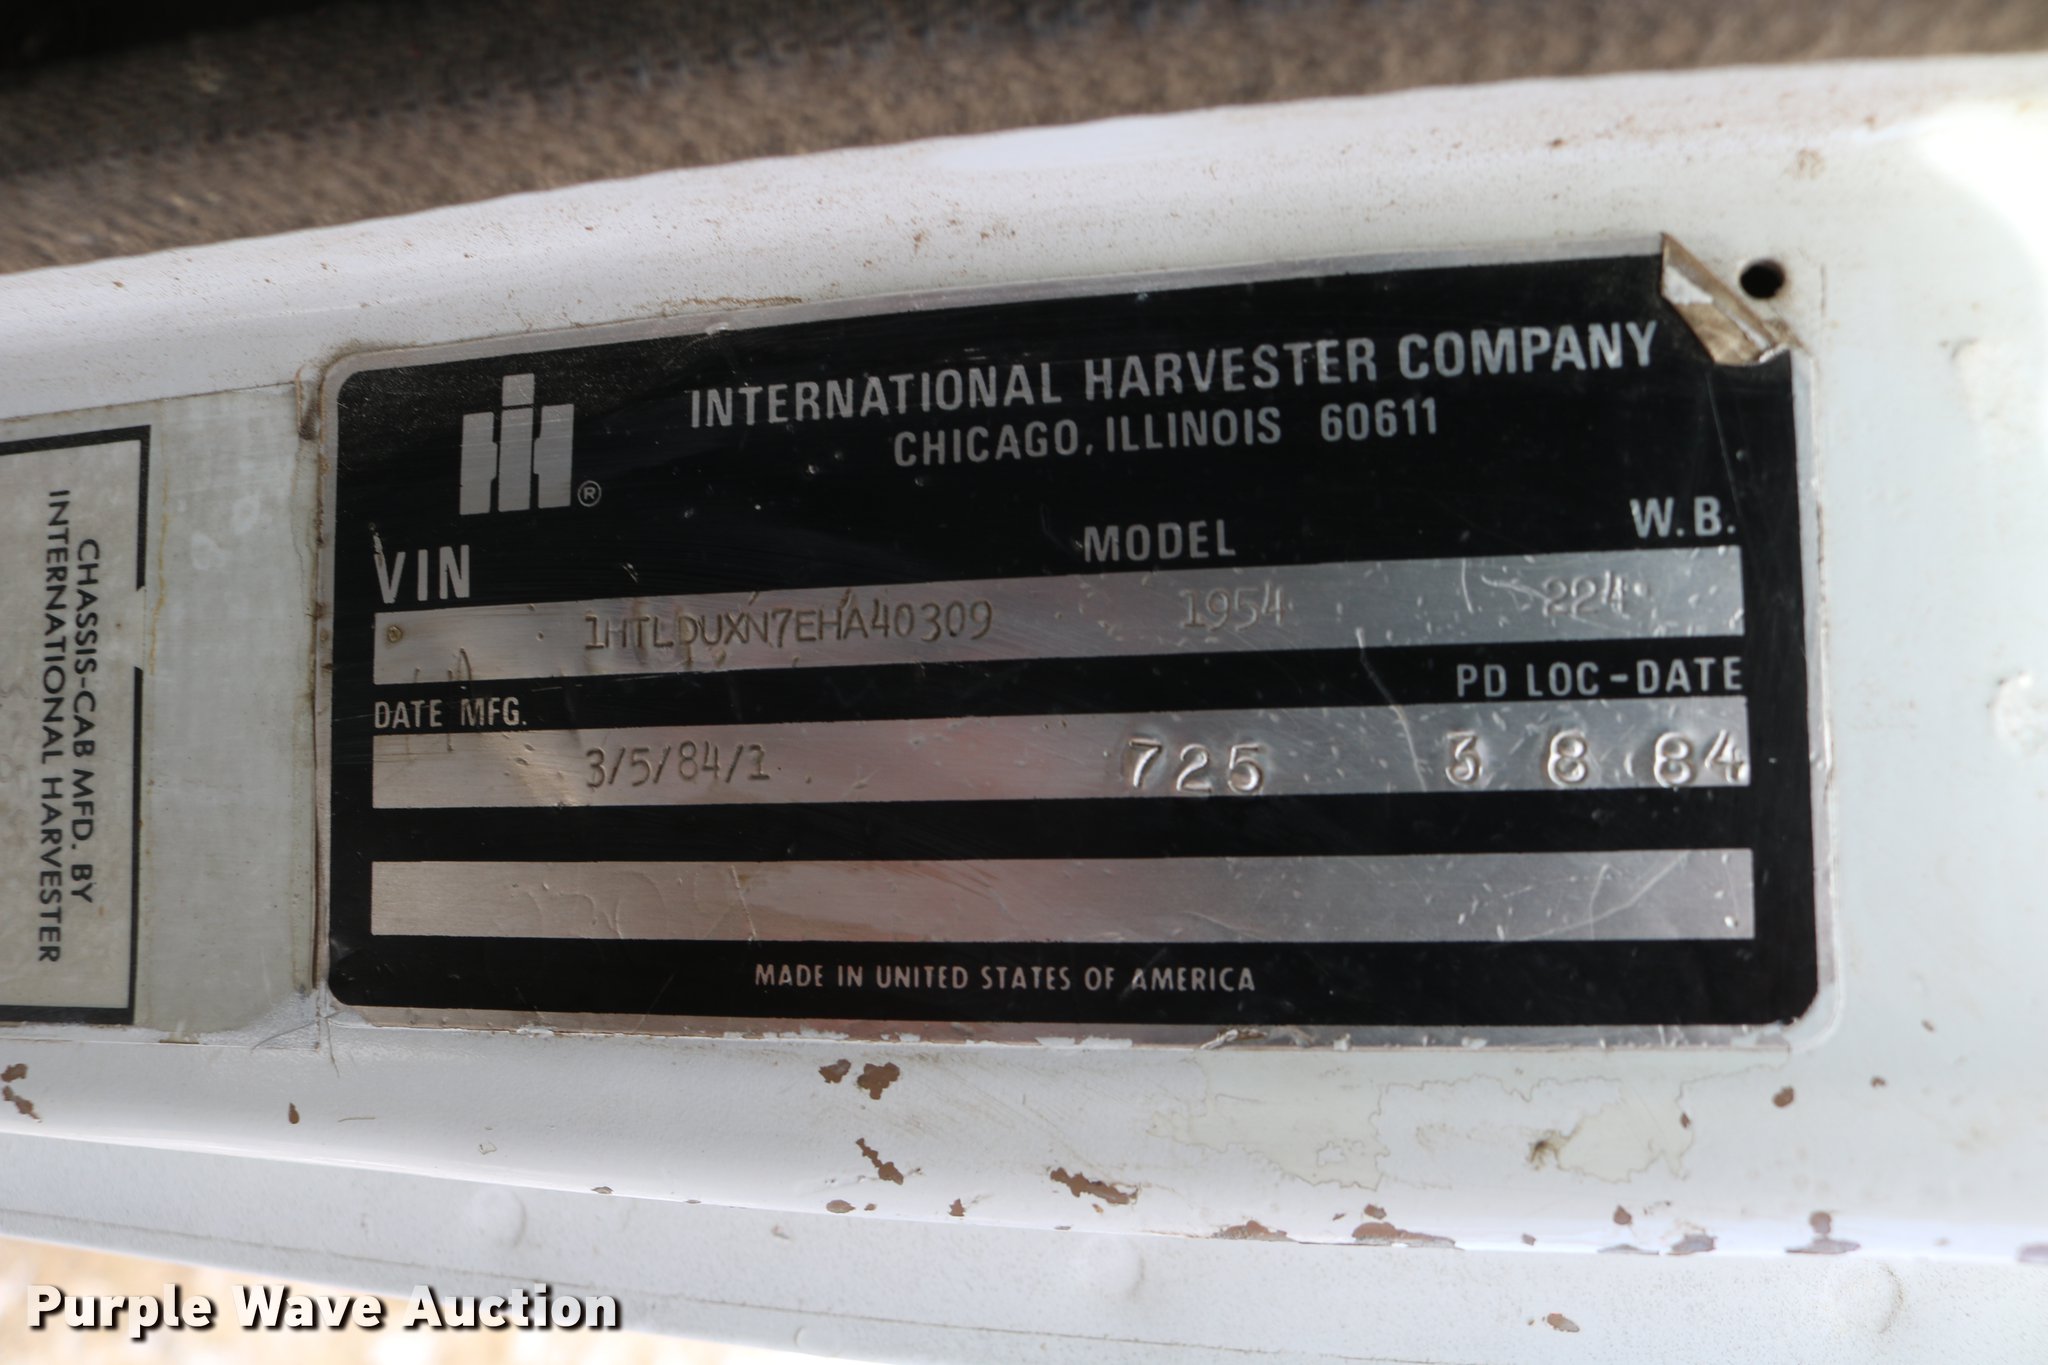 INTERNATIONAL HARVESTER COMPANY
CHICAGO, ILLINOIS 60611
®
VIN MODEL W.B.
1HTLDUXN7EHA40309 1954 224
DATE MFG. PD LOC-DATE
3/5/84/1 725 3 8 84
MADE IN UNITED STATES OF AMERICA
CHASSIS-CAB MFD. BY
INTERNATIONAL HARVESTER
Purple Wave Auction